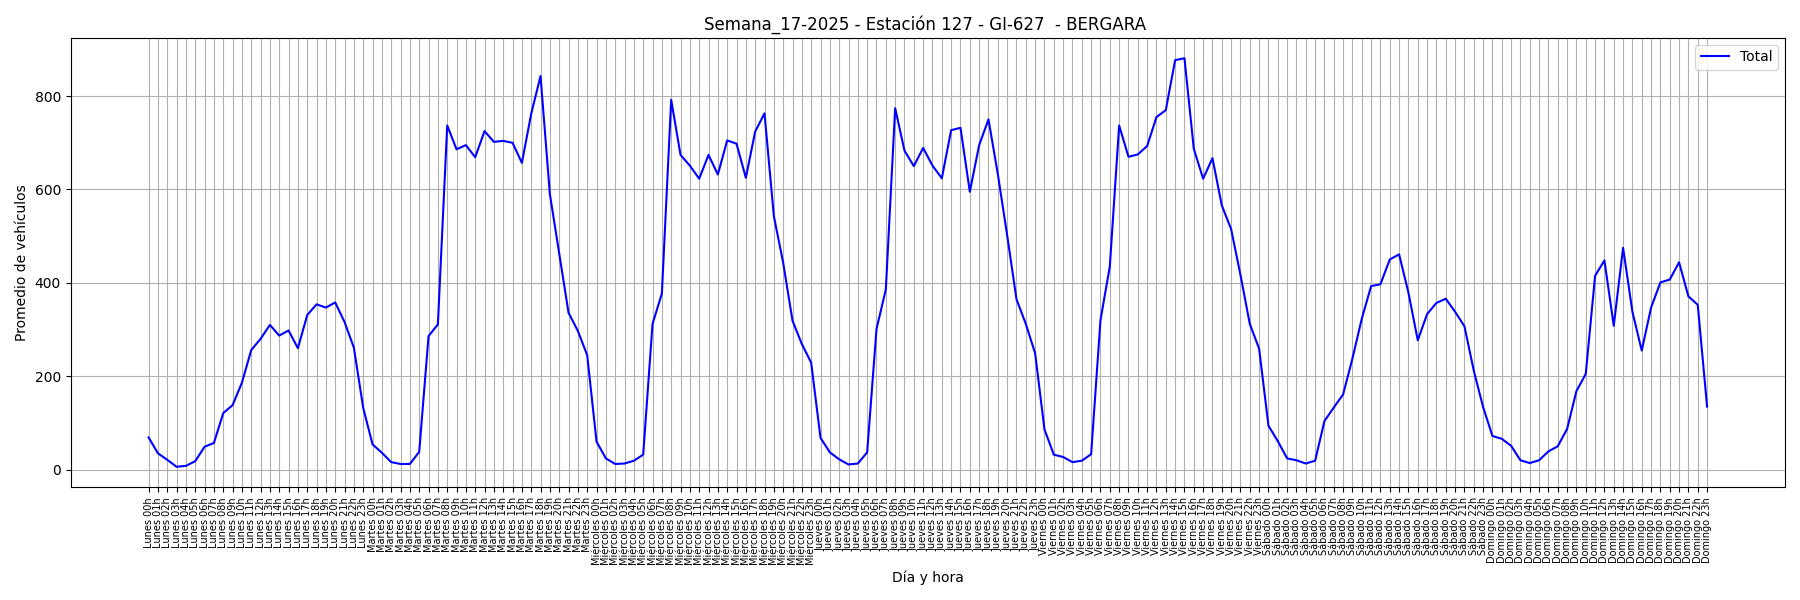 Semana_17-2025 - Estación 127 - GI-627 - BERGARA
Total
Promedio de vehículos
800
600
400
200
0
Lunes 00h
Lunes 01h
Lunes 02h
Lunes 03h
Lunes 04h
Lunes 05h
Lunes 06h
Lunes 07h
Lunes 08h
Lunes 09h
Lunes 10h
Lunes 11h
Lunes 12h
Lunes 13h
Lunes 14h
Lunes 15h
Lunes 16h
Lunes 17h
Lunes 18h
Lunes 19h
Lunes 20h
Lunes 21h
Lunes 22h
Lunes 23h
Martes 00h
Martes 01h
Martes 02h
Martes 03h
Martes 04h
Martes 05h
Martes 06h
Martes 07h
Martes 08h
Martes 09h
Martes 10h
Martes 11h
Martes 12h
Martes 13h
Martes 14h
Martes 15h
Martes 16h
Martes 17h
Martes 18h
Martes 19h
Martes 20h
Martes 21h
Martes 22h
Martes 23h
Miércoles 00h
Miércoles 01h
Miércoles 02h
Miércoles 03h
Miércoles 04h
Miércoles 05h
Miércoles 06h
Miércoles 07h
Miércoles 08h
Miércoles 09h
Miércoles 10h
Miércoles 11h
Miércoles 12h
Miércoles 13h
Miércoles 14h
Miércoles 15h
Miércoles 16h
Miércoles 17h
Miércoles 18h
Miércoles 19h
Miércoles 20h
Miércoles 21h
Miércoles 22h
Miércoles 23h
Jueves 00h
Jueves 01h
Jueves 02h
Jueves 03h
Jueves 04h
Jueves 05h
Jueves 06h
Jueves 07h
Jueves 08h
Jueves 09h
Jueves 10h
Jueves 11h
Jueves 12h
Jueves 13h
Jueves 14h
Jueves 15h
Jueves 16h
Jueves 17h
Jueves 18h
Jueves 19h
Jueves 20h
Jueves 21h
Jueves 22h
Jueves 23h
Viernes 00h
Viernes 01h
Viernes 02h
Viernes 03h
Viernes 04h
Viernes 05h
Viernes 06h
Viernes 07h
Viernes 08h
Viernes 09h
Viernes 10h
Viernes 11h
Viernes 12h
Viernes 13h
Viernes 14h
Viernes 15h
Viernes 16h
Viernes 17h
Viernes 18h
Viernes 19h
Viernes 20h
Viernes 21h
Viernes 22h
Viernes 23h
Sábado 00h
Sábado 01h
Sábado 02h
Sábado 03h
Sábado 04h
Sábado 05h
Sábado 06h
Sábado 07h
Sábado 08h
Sábado 09h
Sábado 10h
Sábado 11h
Sábado 12h
Sábado 13h
Sábado 14h
Sábado 15h
Sábado 16h
Sábado 17h
Sábado 18h
Sábado 19h
Sábado 20h
Sábado 21h
Sábado 22h
Sábado 23h
Domingo 00h
Domingo 01h
Domingo 02h
Domingo 03h
Domingo 04h
Domingo 05h
Domingo 06h
Domingo 07h
Domingo 08h
Domingo 09h
Domingo 10h
Domingo 11h
Domingo 12h
Domingo 13h
Domingo 14h
Domingo 15h
Domingo 16h
Domingo 17h
Domingo 18h
Domingo 19h
Domingo 20h
Domingo 21h
Domingo 22h
Domingo 23h
Día y hora